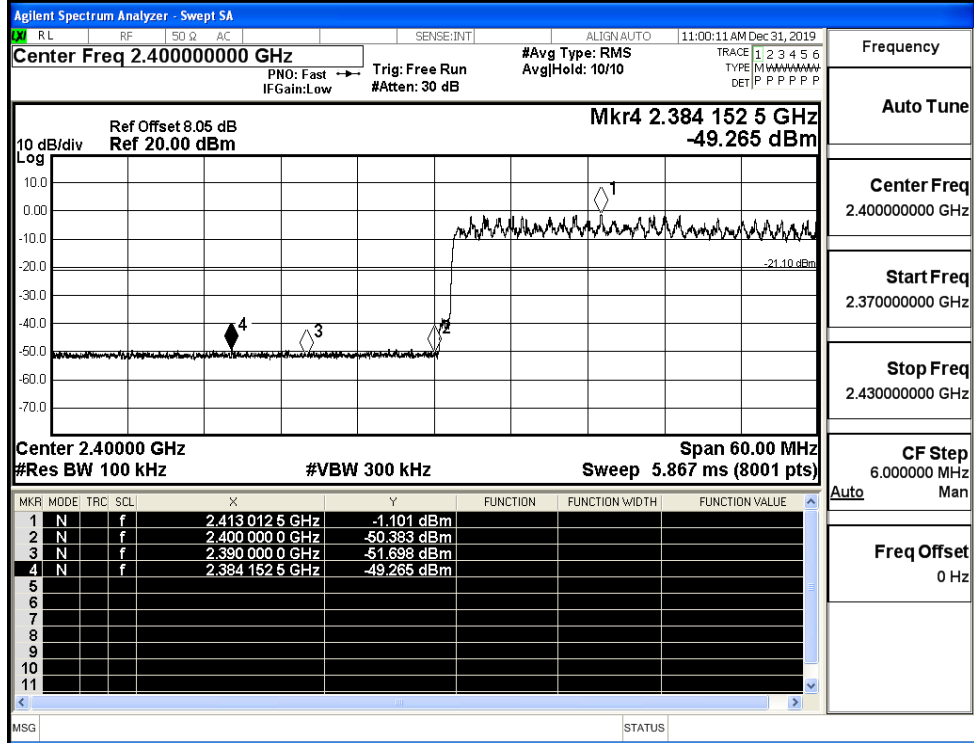 Agilent Spectrum Analyzer - Swept SA
LXI RL RF 50 Ω AC SENSE:INT ALIGNAUTO 11:00:11 AM Dec 31, 2019
Center Freq 2.400000000 GHz #Avg Type: RMS TRACE 1 2 3 4 5 6
PNO: Fast Trig: Free Run Avg|Hold: 10/10 TYPE M WWWWW
IFGain:Low #Atten: 30 dB DET P P P P P P
Mkr4 2.384 152 5 GHz
Ref Offset 8.05 dB
10 dB/div Ref 20.00 dBm -49.265 dBm
Log
10.0
0.00
-10.0
-20.0
-30.0
-40.0
-50.0
-60.0
-70.0
1
-21.10 dBm
4 3 2
Center 2.40000 GHz Span 60.00 MHz
#Res BW 100 kHz #VBW 300 kHz Sweep 5.867 ms (8001 pts)
MKR MODE TRC SCL X Y FUNCTION FUNCTION WIDTH FUNCTION VALUE
1 N f 2.413 012 5 GHz -1.101 dBm
2 N f 2.400 000 0 GHz -50.383 dBm
3 N f 2.390 000 0 GHz -51.698 dBm
4 N f 2.384 152 5 GHz -49.265 dBm
5
6
7
8
9
10
11
MSG STATUS
Frequency
Auto Tune
Center Freq
2.400000000 GHz
Start Freq
2.370000000 GHz
Stop Freq
2.430000000 GHz
CF Step
6.000000 MHz
Auto Man
Freq Offset
0 Hz